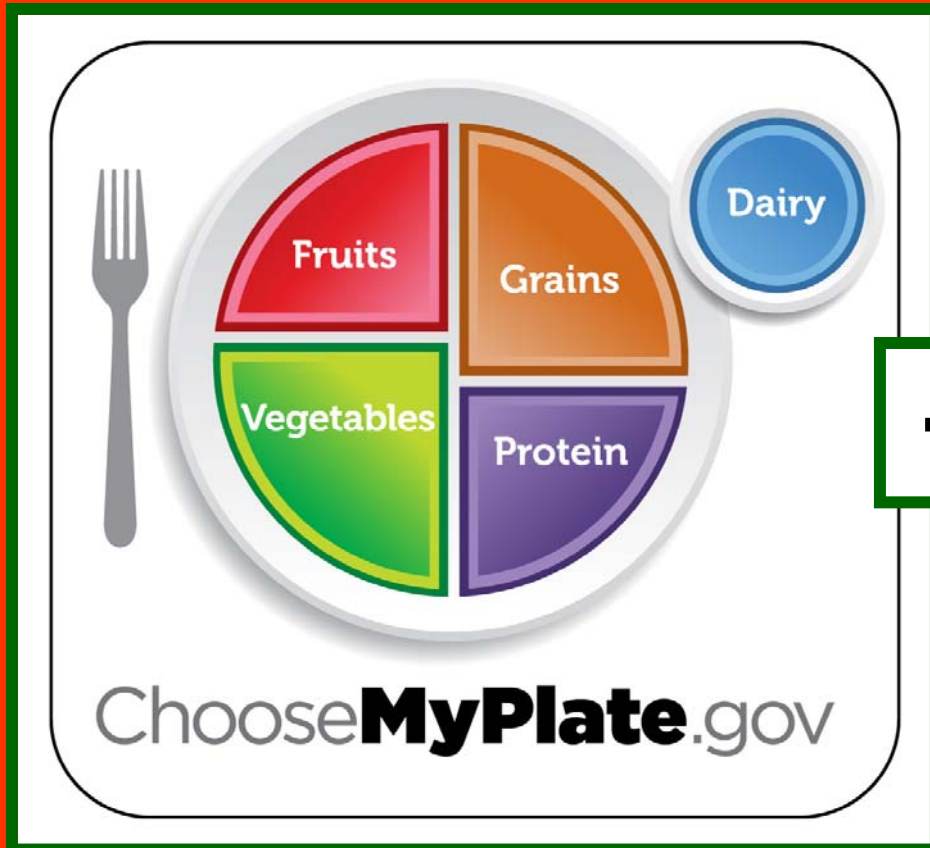 Fruits
Grains
Dairy
Vegetables
Protein
ChooseMyPlate.gov